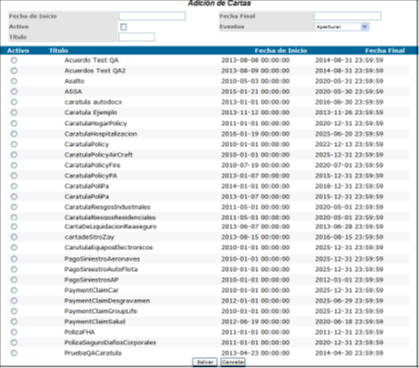 Adición de Cartas
Fecha de Inicio Fecha Final
Activo Eventos Aperturar
Título
Activo Título Fecha de Inicio Fecha Final
Acuerdo Test QA 2013-08-08 00:00:00 2014-08-31 23:59:59
Acuerdos Test QA2 2013-08-09 00:00:00 2014-08-31 23:59:59
Asalto 2010-05-03 00:00:00 2020-05-31 23:59:59
ASSA 2015-01-21 00:00:00 2020-05-30 23:59:59
caratula autodocx 2013-01-01 00:00:00 2016-06-30 23:59:59
Caratula Ejemplo 2013-11-12 00:00:00 2013-11-26 23:59:59
CaratulaHogarPolicy 2011-01-01 00:00:00 2020-12-31 23:59:59
CaratulaHospitalizacion 2016-01-19 00:00:00 2025-06-20 23:59:59
CaratulaPolicy 2010-01-01 00:00:00 2022-12-13 23:59:59
CaratulaPolicyAirCraft 2010-01-01 00:00:00 2025-12-31 23:59:59
CaratulaPolicyFire 2010-07-19 00:00:00 2020-07-01 23:59:59
CaratulaPolicyPA 2013-01-07 00:00:00 2015-12-31 23:59:59
CaratulaPoliPa 2014-01-01 00:00:00 2018-12-31 23:59:59
CaratulaPoliPa 2013-01-07 00:00:00 2015-12-31 23:59:59
CaratulaRiesgosIndustriales 2011-05-01 00:00:00 2020-05-01 23:59:59
CaratulaRiesgosResidenciales 2011-05-01 00:00:00 2020-05-01 23:59:59
CartaDeLiquidacionReaseguro 2013-06-07 00:00:00 2013-06-28 23:59:59
cartadeStroZay 2013-08-15 00:00:00 2016-08-15 23:59:59
CarutulaEquiposElectronicos 2010-01-01 00:00:00 2025-12-31 23:59:59
PagoSiniestroAeronaves 2010-01-01 00:00:00 2025-12-31 23:59:59
PagoSiniestroAutoFlota 2010-01-01 00:00:00 2025-12-31 23:59:59
PagoSiniestrosAP 2010-01-01 00:00:00 2012-01-01 23:59:59
PaymentClaimCar 2010-01-01 00:00:00 2025-12-31 23:59:59
PaymentClaimDesgravamen 2012-01-01 00:00:00 2025-06-29 23:59:59
PaymentClaimGroupLife 2010-01-01 00:00:00 2025-12-31 23:59:59
PaymentClaimSalud 2012-06-19 00:00:00 2020-06-18 23:59:59
PolizaFHA 2011-01-01 00:00:00 2011-12-31 23:59:59
PolizaSeguroDañosCorporales 2011-01-01 00:00:00 2020-12-31 23:59:59
PruebaQACaratula 2013-04-23 00:00:00 2014-04-30 23:59:59
Salvar Cancelar